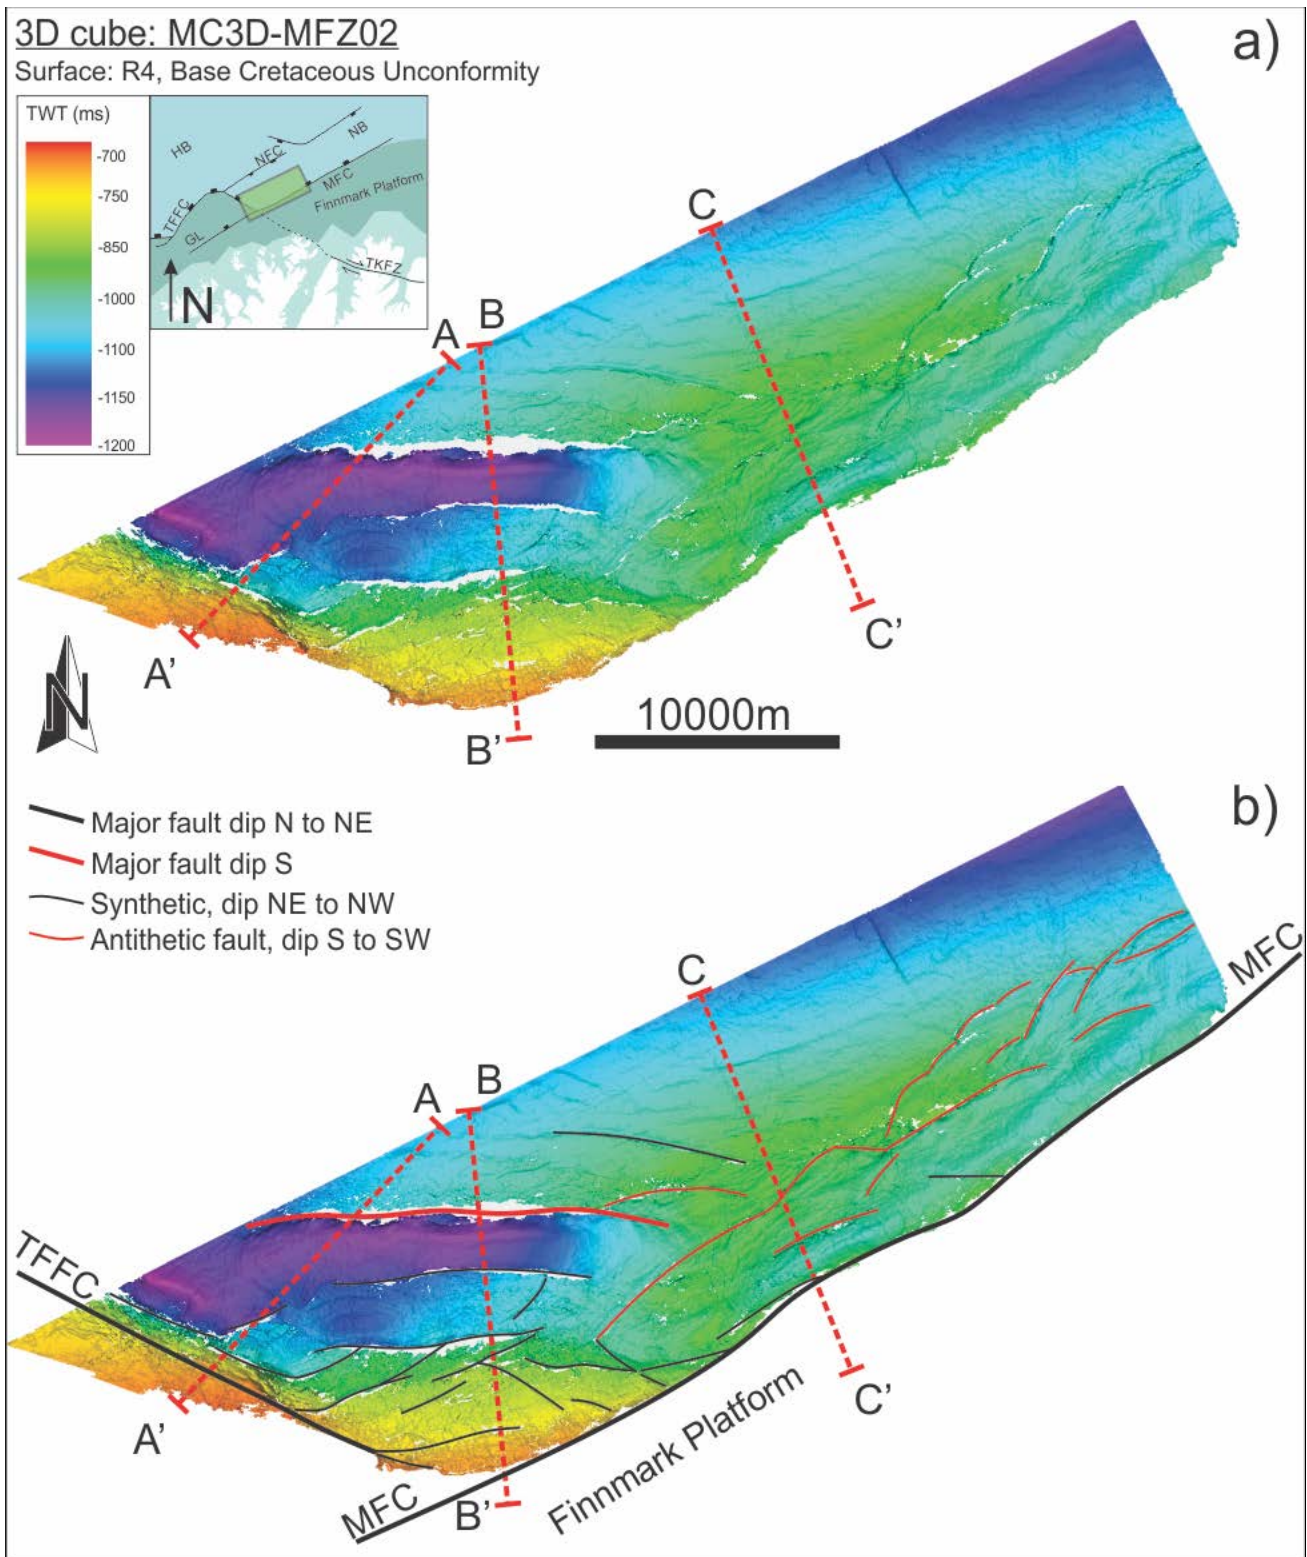 3D cube: MC3D-MFZ02
Surface: R4, Base Cretaceous Unconformity
a)
TWT (ms)
-700
-750
-850
-1000
-1100
-1150
-1200
HB
NFC
NB
MFC
Finnmark Platform
TFFC
GL
TKFZ
N
A
B
C
A'
B'
C'
N
10000m
b)
Major fault dip N to NE
Major fault dip S
Synthetic, dip NE to NW
Antithetic fault, dip S to SW
C
MFC
B
A
TFFC
C'
A'
Finnmark Platform
MFC
B'